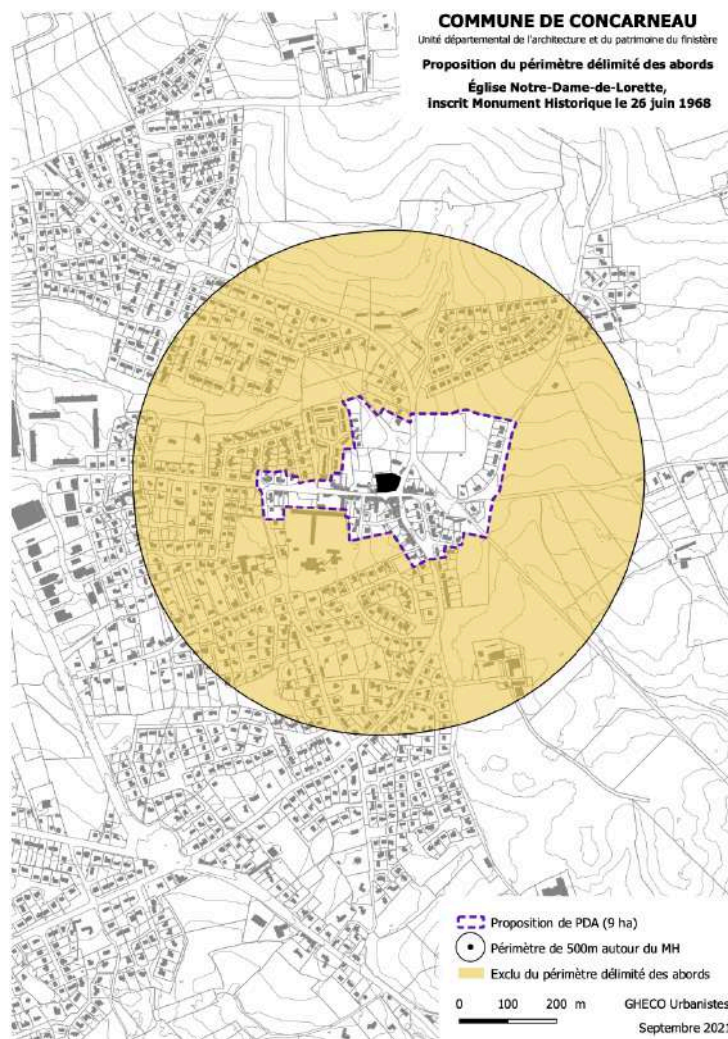 COMMUNE DE CONCARNEAU
Unité départemental de l'architecture et du patrimoine du finistère
Proposition du périmètre délimité des abords
Église Notre-Dame-de-Lorette,
inscrit Monument Historique le 26 juin 1968
Proposition de PDA (9 ha)
Périmètre de 500m autour du MH
Exclu du périmètre délimité des abords
0 100 200 m
GHECO Urbanistes
Septembre 2021